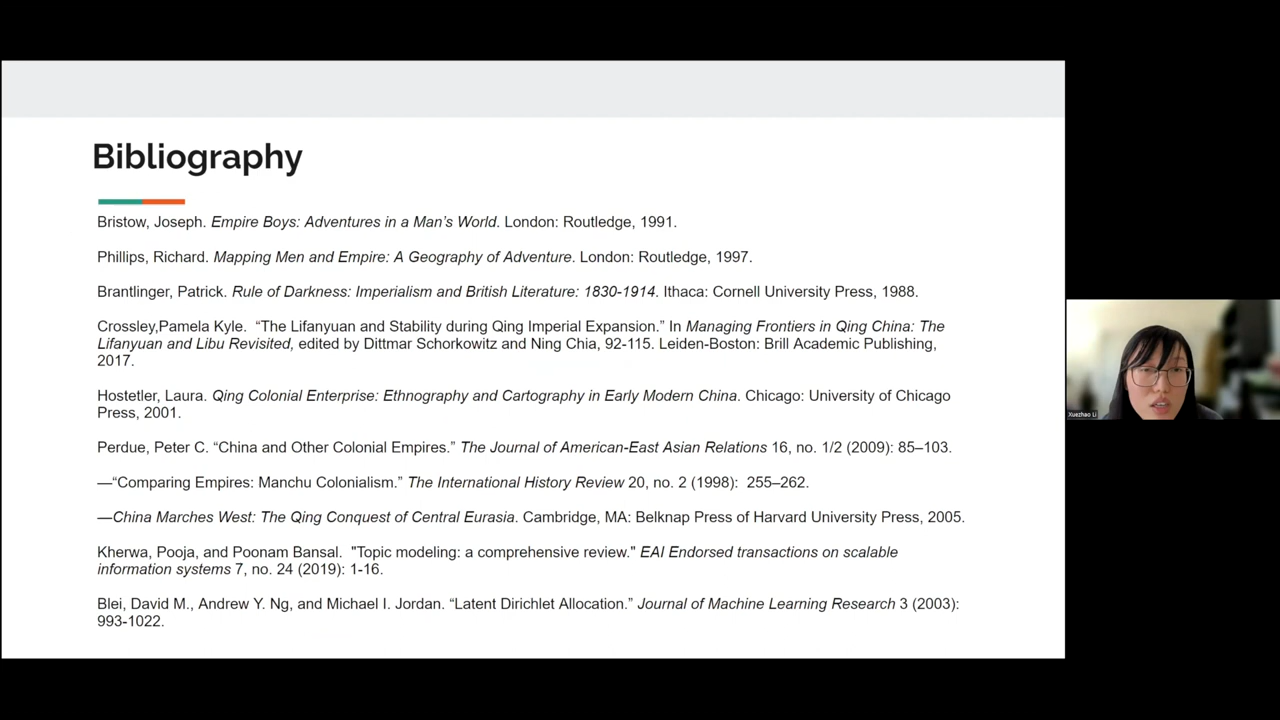 Bibliography
Bristow, Joseph. Empire Boys: Adventures in a Man’s World. London: Routledge, 1991.
Phillips, Richard. Mapping Men and Empire: A Geography of Adventure. London: Routledge, 1997.
Brantlinger, Patrick. Rule of Darkness: Imperialism and British Literature: 1830-1914. Ithaca: Cornell University Press, 1988.
Crossley,Pamela Kyle. “The Lifanyuan and Stability during Qing Imperial Expansion.” In Managing Frontiers in Qing China: The
Lifanyuan and Libu Revisited, edited by Dittmar Schorkowitz and Ning Chia, 92-115. Leiden-Boston: Brill Academic Publishing,
2017.
Hostetler, Laura. Qing Colonial Enterprise: Ethnography and Cartography in Early Modern China. Chicago: University of Chicago
Press, 2001.
Perdue, Peter C. “China and Other Colonial Empires.” The Journal of American-East Asian Relations 16, no. 1/2 (2009): 85–103.
—“Comparing Empires: Manchu Colonialism.” The International History Review 20, no. 2 (1998): 255–262.
—China Marches West: The Qing Conquest of Central Eurasia. Cambridge, MA: Belknap Press of Harvard University Press, 2005.
Kherwa, Pooja, and Poonam Bansal. "Topic modeling: a comprehensive review." EAI Endorsed transactions on scalable
information systems 7, no. 24 (2019): 1-16.
Blei, David M., Andrew Y. Ng, and Michael I. Jordan. “Latent Dirichlet Allocation.” Journal of Machine Learning Research 3 (2003):
993-1022.
Xuezhao Li